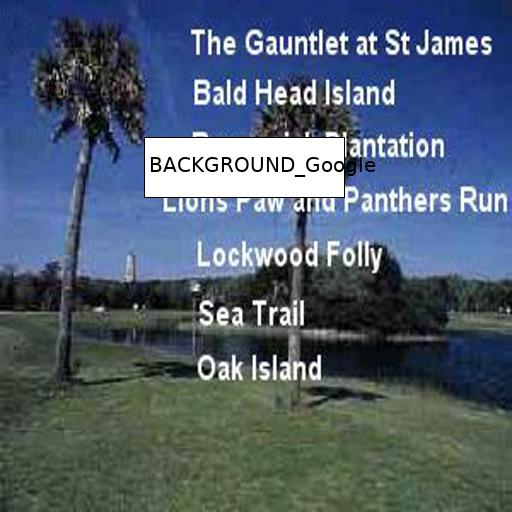 The Gauntlet at St James
Bald Head Island
Plantation
BACKGROUND_Google
Lions Paw and Panthers Run
Lockwood Folly
Sea Trail
Oak Island